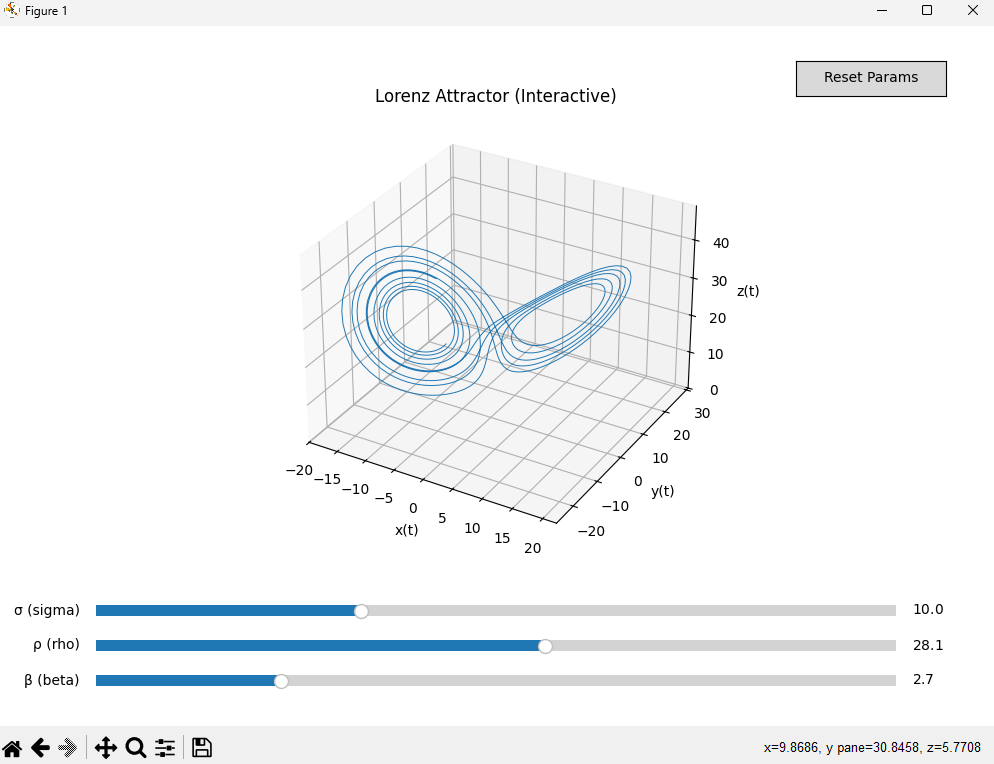 Figure 1
Reset Params
Lorenz Attractor (Interactive)
40
30
z(t)
20
10
0
30
20
10
0
y(t)
−10
−20
−20
−15
−10
−5
0
5
10
15
20
x(t)
σ (sigma)
10.0
ρ (rho)
28.1
β (beta)
2.7
x=9.8686, y pane=30.8458, z=5.7708